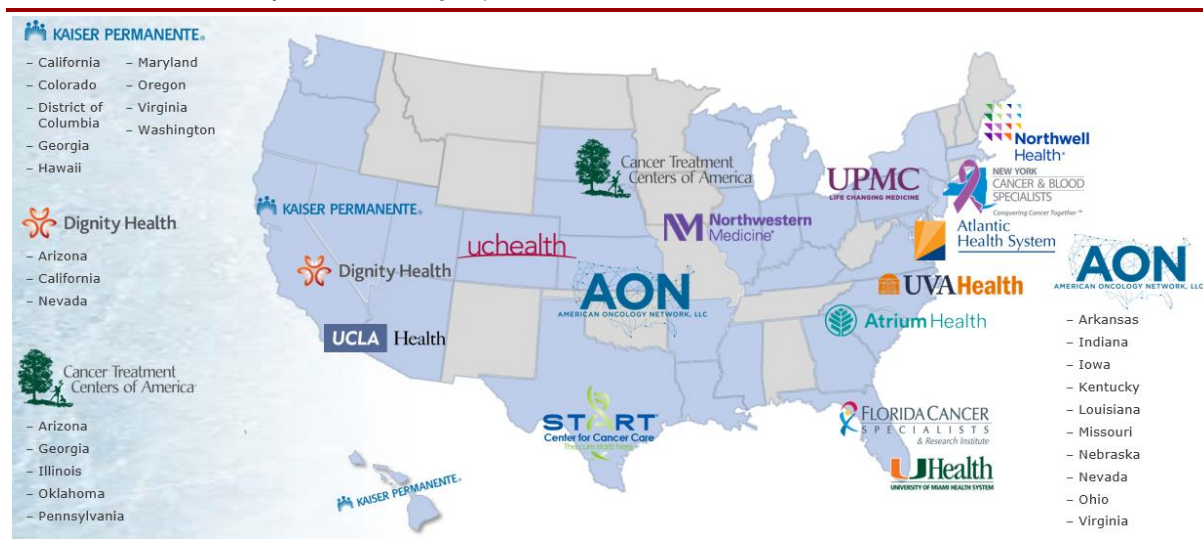 KAISER PERMANENTE®
– California
– Colorado
– District of
Columbia
– Georgia
– Hawaii
– Maryland
– Oregon
– Virginia
– Washington
Dignity Health
– Arizona
– California
– Nevada
Cancer Treatment
Centers of America
– Arizona
– Georgia
– Illinois
– Oklahoma
– Pennsylvania
KAISER PERMANENTE®
Dignity Health
UCLA Health
uchealth
Cancer Treatment
Centers of America
NM Northwestern
Medicine
AON
AMERICAN ONCOLOGY NETWORK, LLC
START
Center for Cancer Care
KAISER PERMANENTE®
UPMC
LIFE CHANGING MEDICINE
Northwell
Health
NEW YORK
CANCER & BLOOD
SPECIALISTS
Conquering Cancer Together™
Atlantic
Health System
UVAHealth
Atrium Health
FLORIDA CANCER
SPECIALISTS
& Research Institute
UHealth
UNIVERSITY OF MIAMI HEALTH SYSTEM
AON
AMERICAN ONCOLOGY NETWORK, LLC
– Arkansas
– Indiana
– Iowa
– Kentucky
– Louisiana
– Missouri
– Nebraska
– Nevada
– Ohio
– Virginia